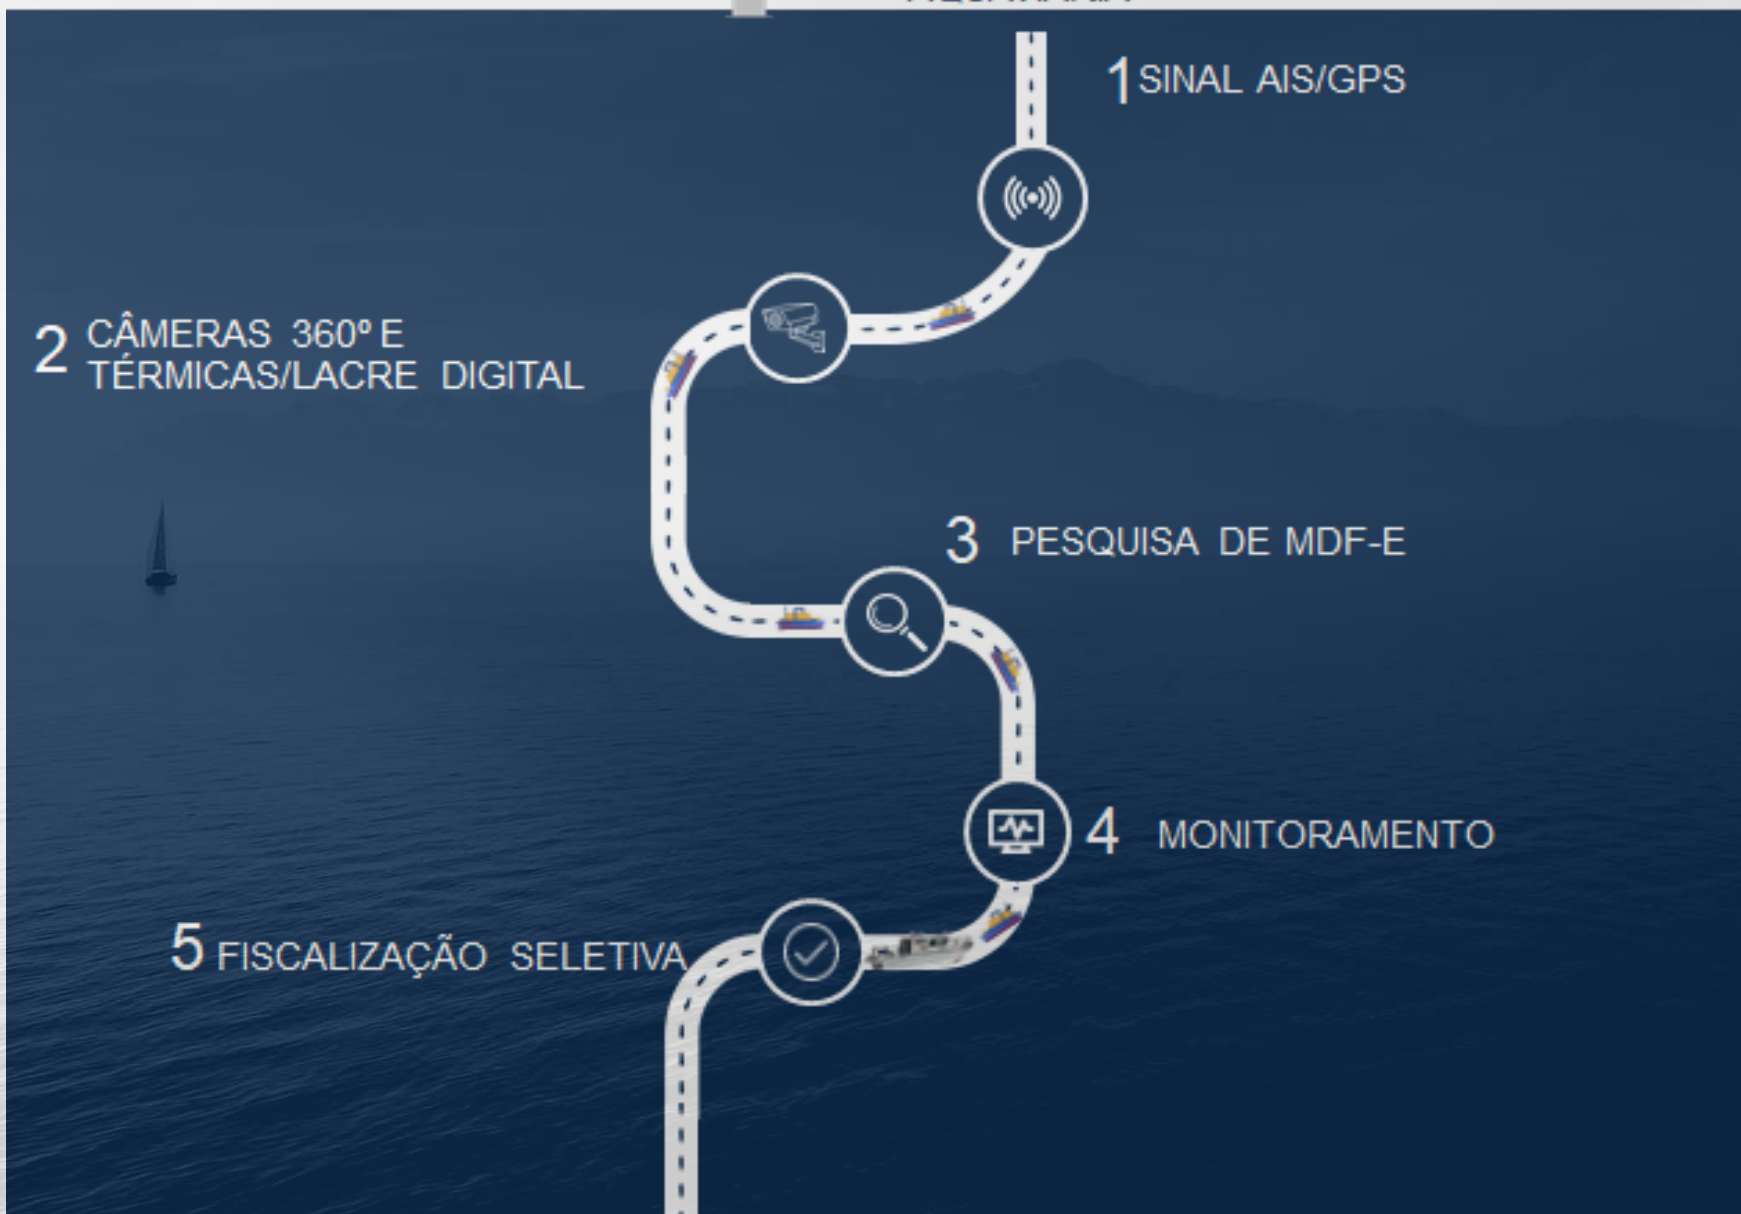 1 SINAL AIS/GPS
2 CÂMERAS 360º E
TÉRMICAS/LACRE DIGITAL
3 PESQUISA DE MDF-E
4 MONITORAMENTO
5 FISCALIZAÇÃO SELETIVA